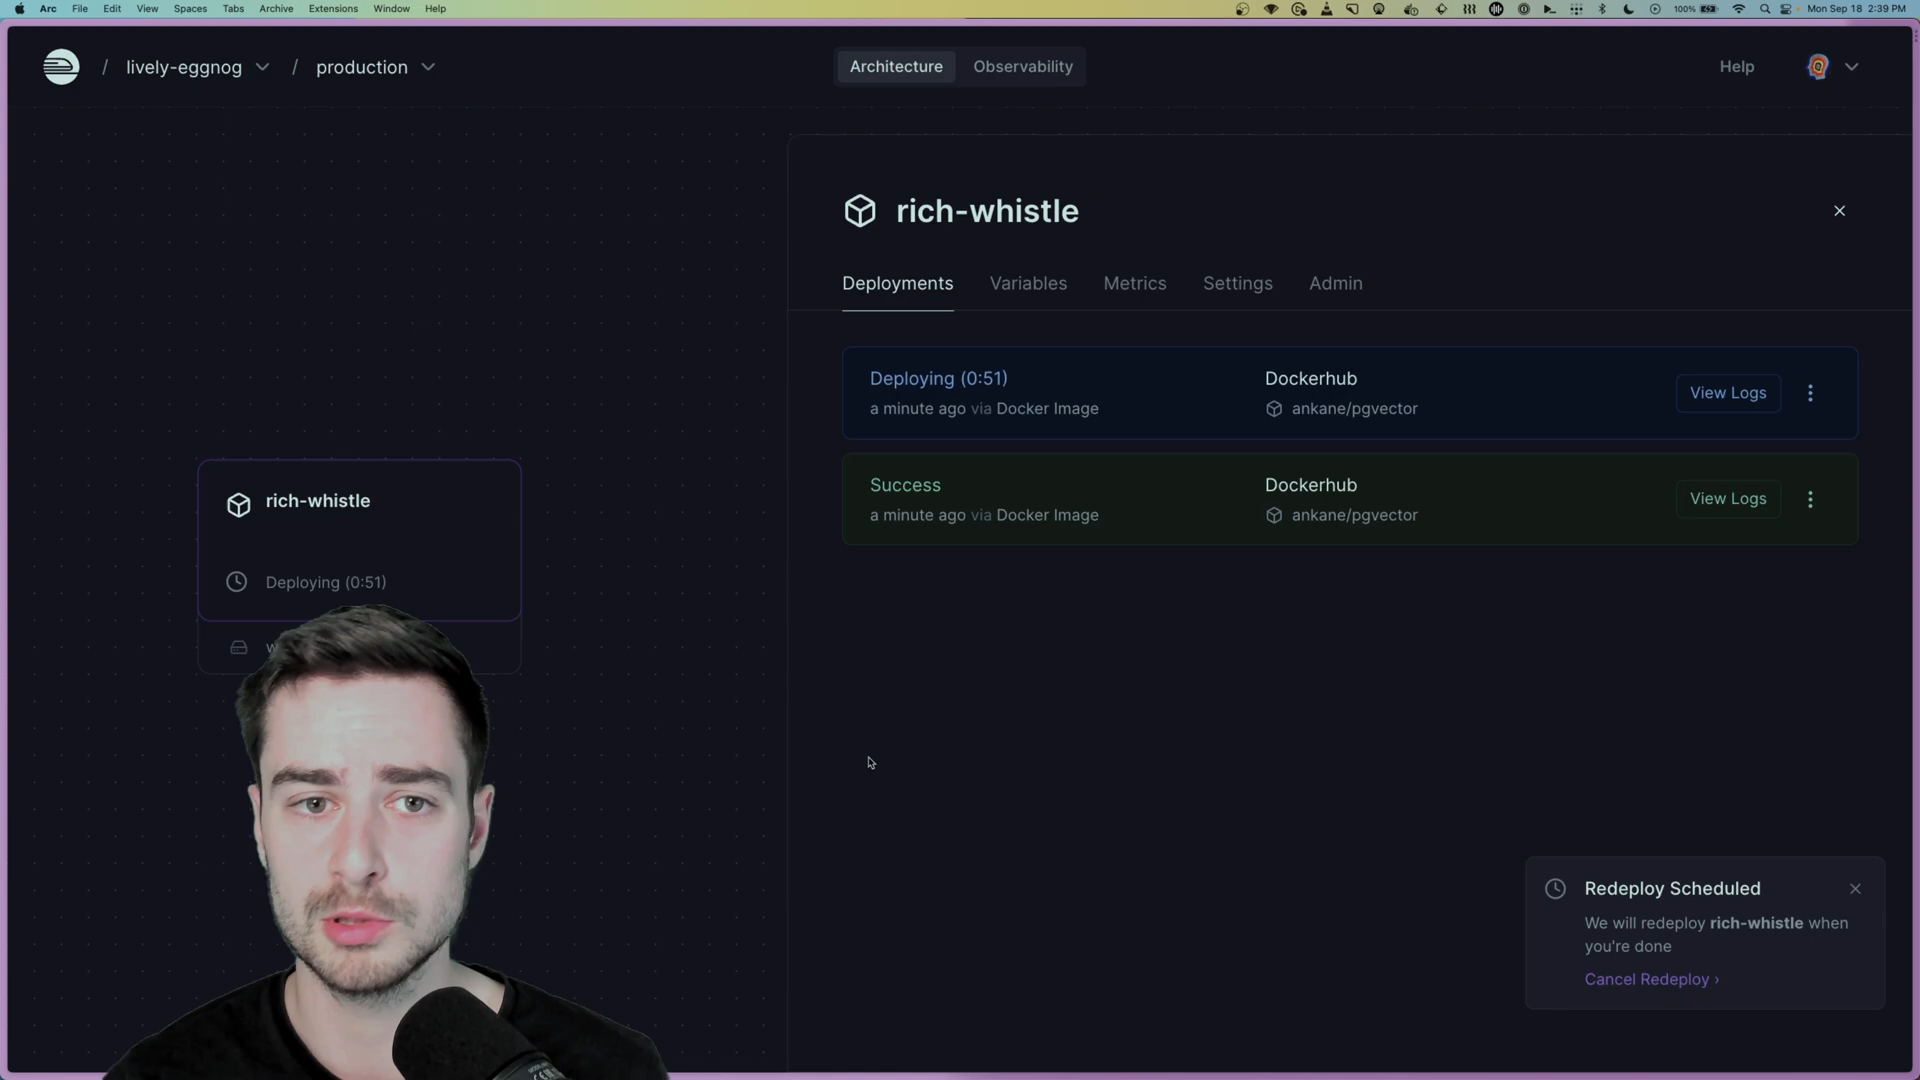 Arc File Edit View Spaces Tabs Archive Extensions Window Help
100% Mon Sep 18 2:39 PM
/ lively-eggnog / production
Architecture Observability
Help
rich-whistle
Deployments Variables Metrics Settings Admin
Deploying (0:51)
a minute ago via Docker Image
Dockerhub
ankane/pgvector
View Logs
Success
a minute ago via Docker Image
Dockerhub
ankane/pgvector
View Logs
rich-whistle
Deploying (0:51)
Redeploy Scheduled
We will redeploy rich-whistle when
you're done
Cancel Redeploy ›